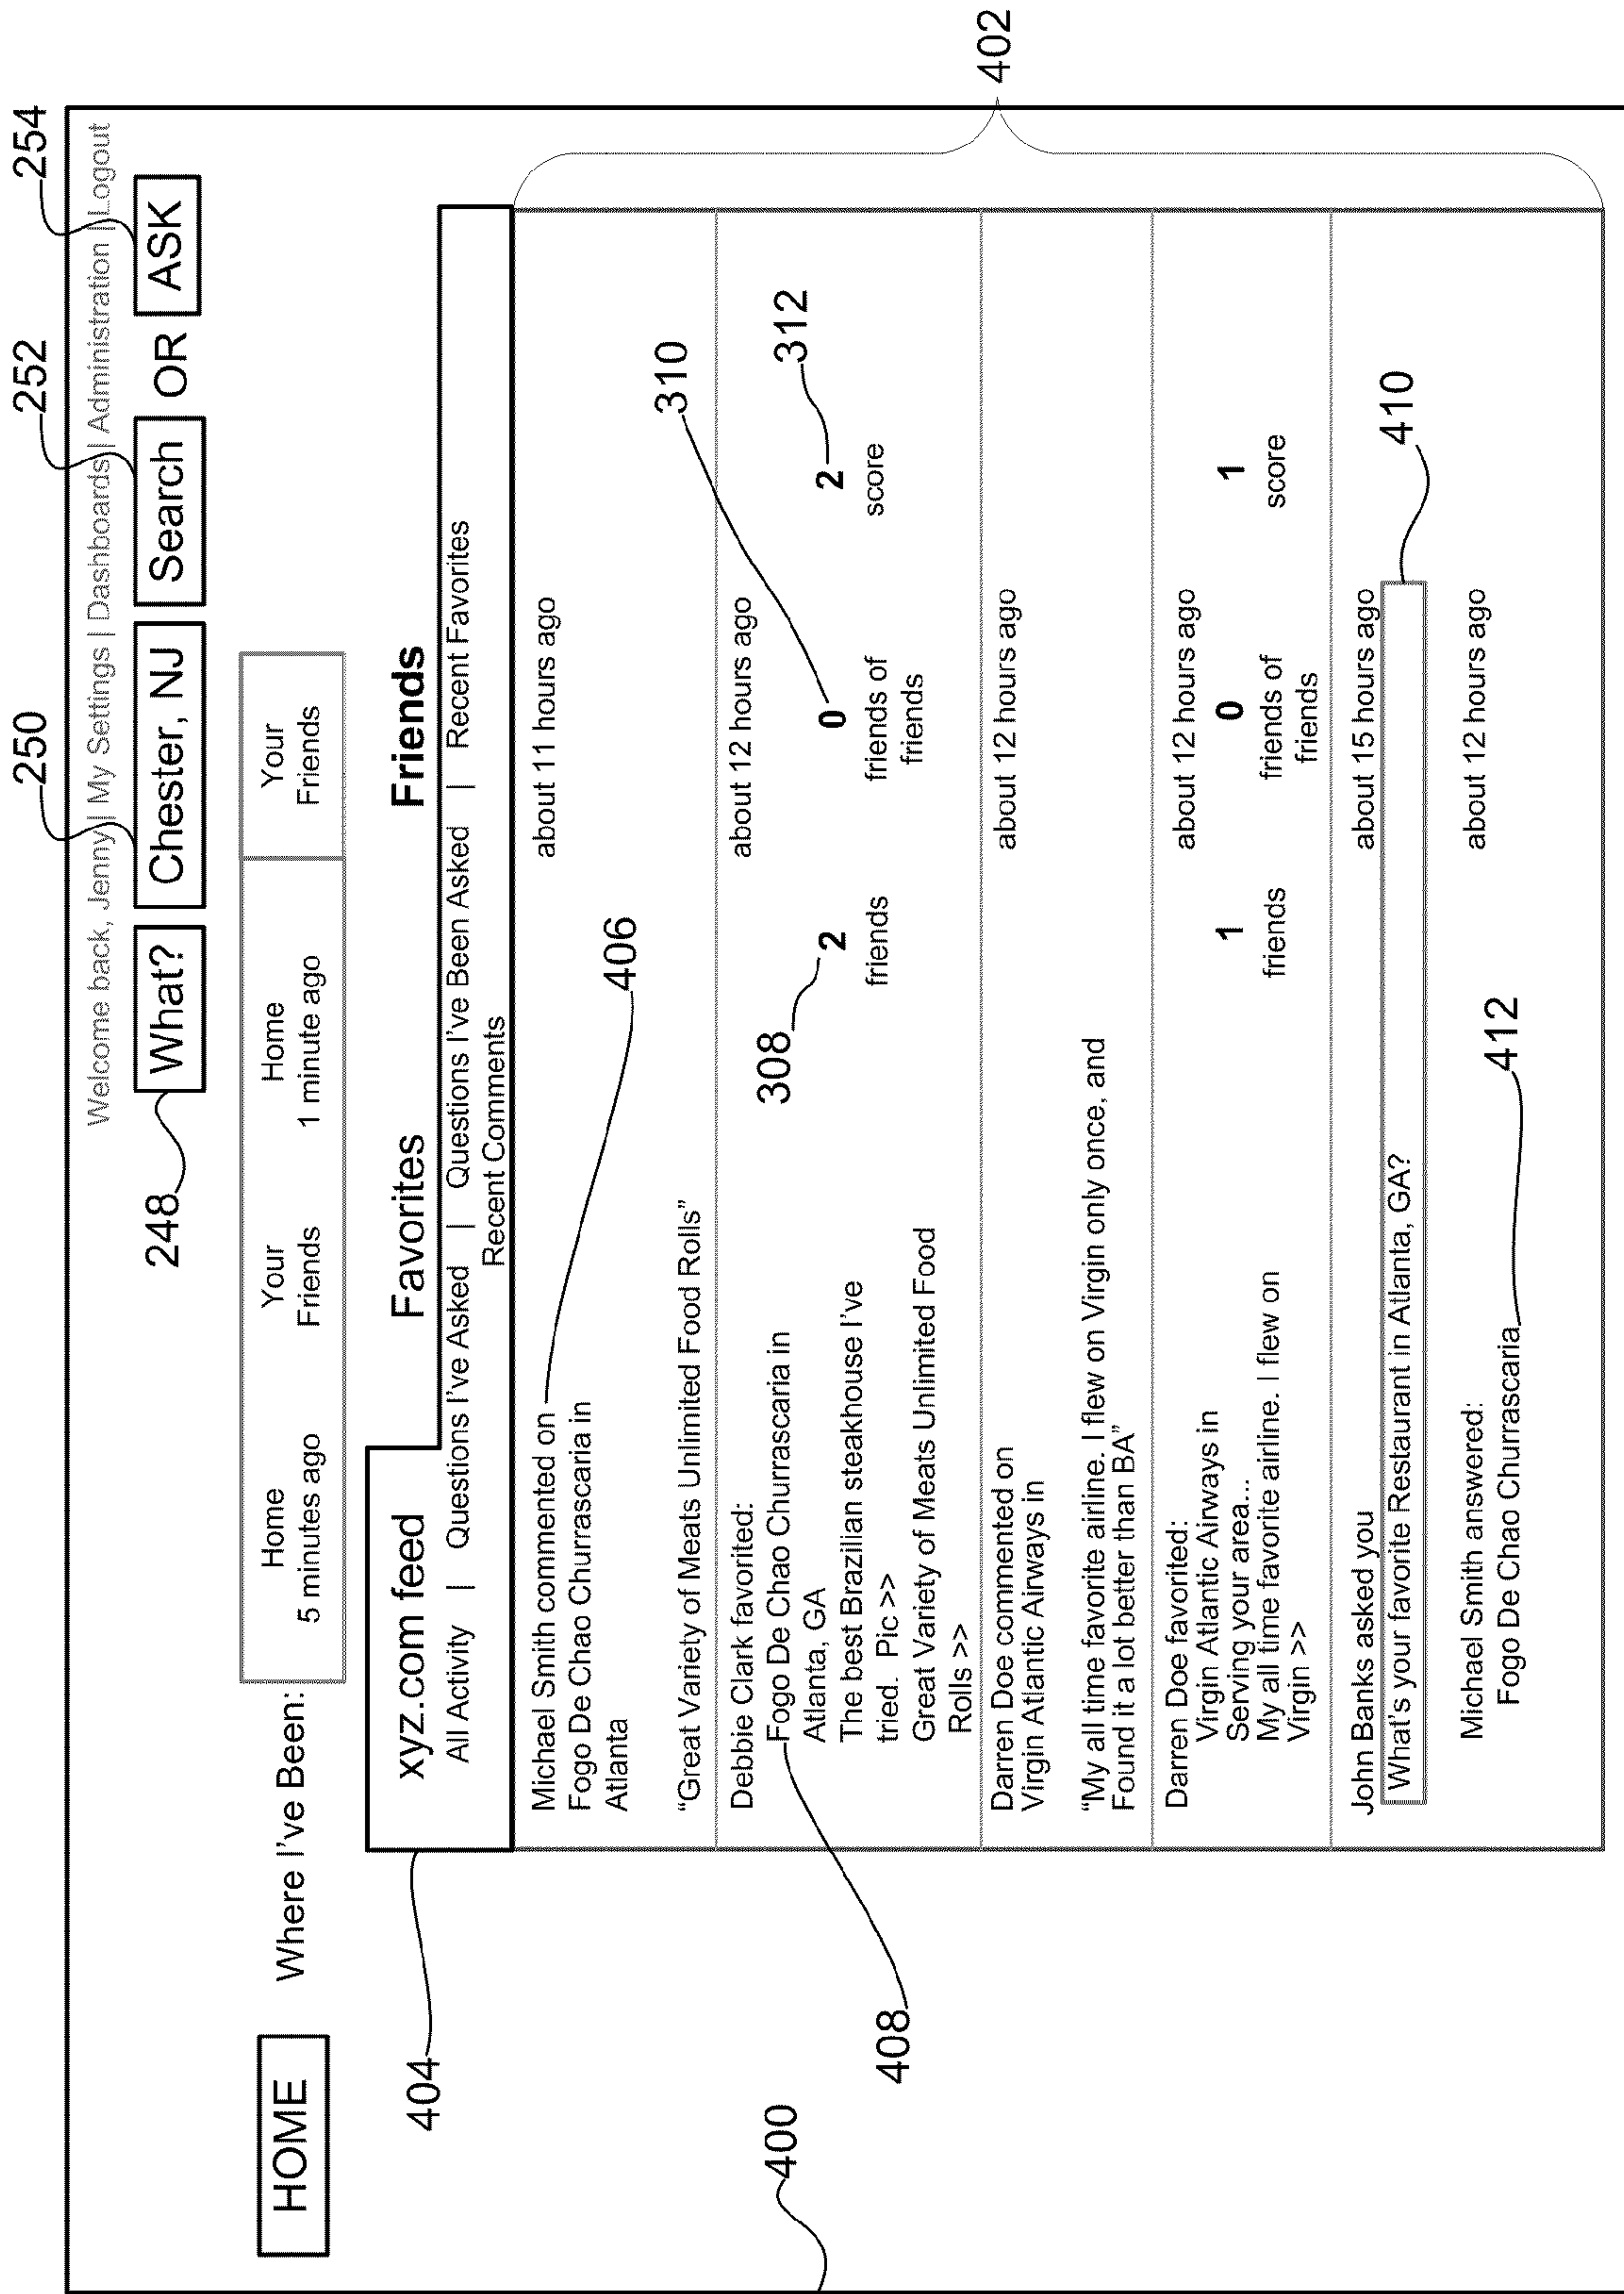 250
252
254
Welcome back, Jenny| My Settings | Dashboards| Administration |Logout
248
What?
Chester, NJ
Search
OR
ASK
HOME
Where I've Been:
Home
5 minutes ago
Your
Friends
Home
1 minute ago
Your
Friends
404
xyz.com feed
Favorites
Friends
All Activity | Questions I've Asked | Questions I've Been Asked | Recent Favorites
Recent Comments
402
Michael Smith commented on
Fogo De Chao Churrascaria in
Atlanta
about 11 hours ago
406
“Great Variety of Meats Unlimited Food Rolls”
400
408
Debbie Clark favorited:
Fogo De Chao Churrascaria in
Atlanta, GA
The best Brazilian steakhouse I've
tried. Pic >>
Great Variety of Meats Unlimited Food
Rolls >>
about 12 hours ago
308
2
friends
310
0
friends of
friends
312
2
score
Darren Doe commented on
Virgin Atlantic Airways in
about 12 hours ago
“My all time favorite airline. I flew on Virgin only once, and
Found it a lot better than BA”
Darren Doe favorited:
Virgin Atlantic Airways in
Serving your area...
My all time favorite airline. I flew on
Virgin >>
about 12 hours ago
1
friends
0
friends of
friends
1
score
John Banks asked you
about 15 hours ago
What's your favorite Restaurant in Atlanta, GA?
410
Michael Smith answered:
about 12 hours ago
Fogo De Chao Churrascaria
412